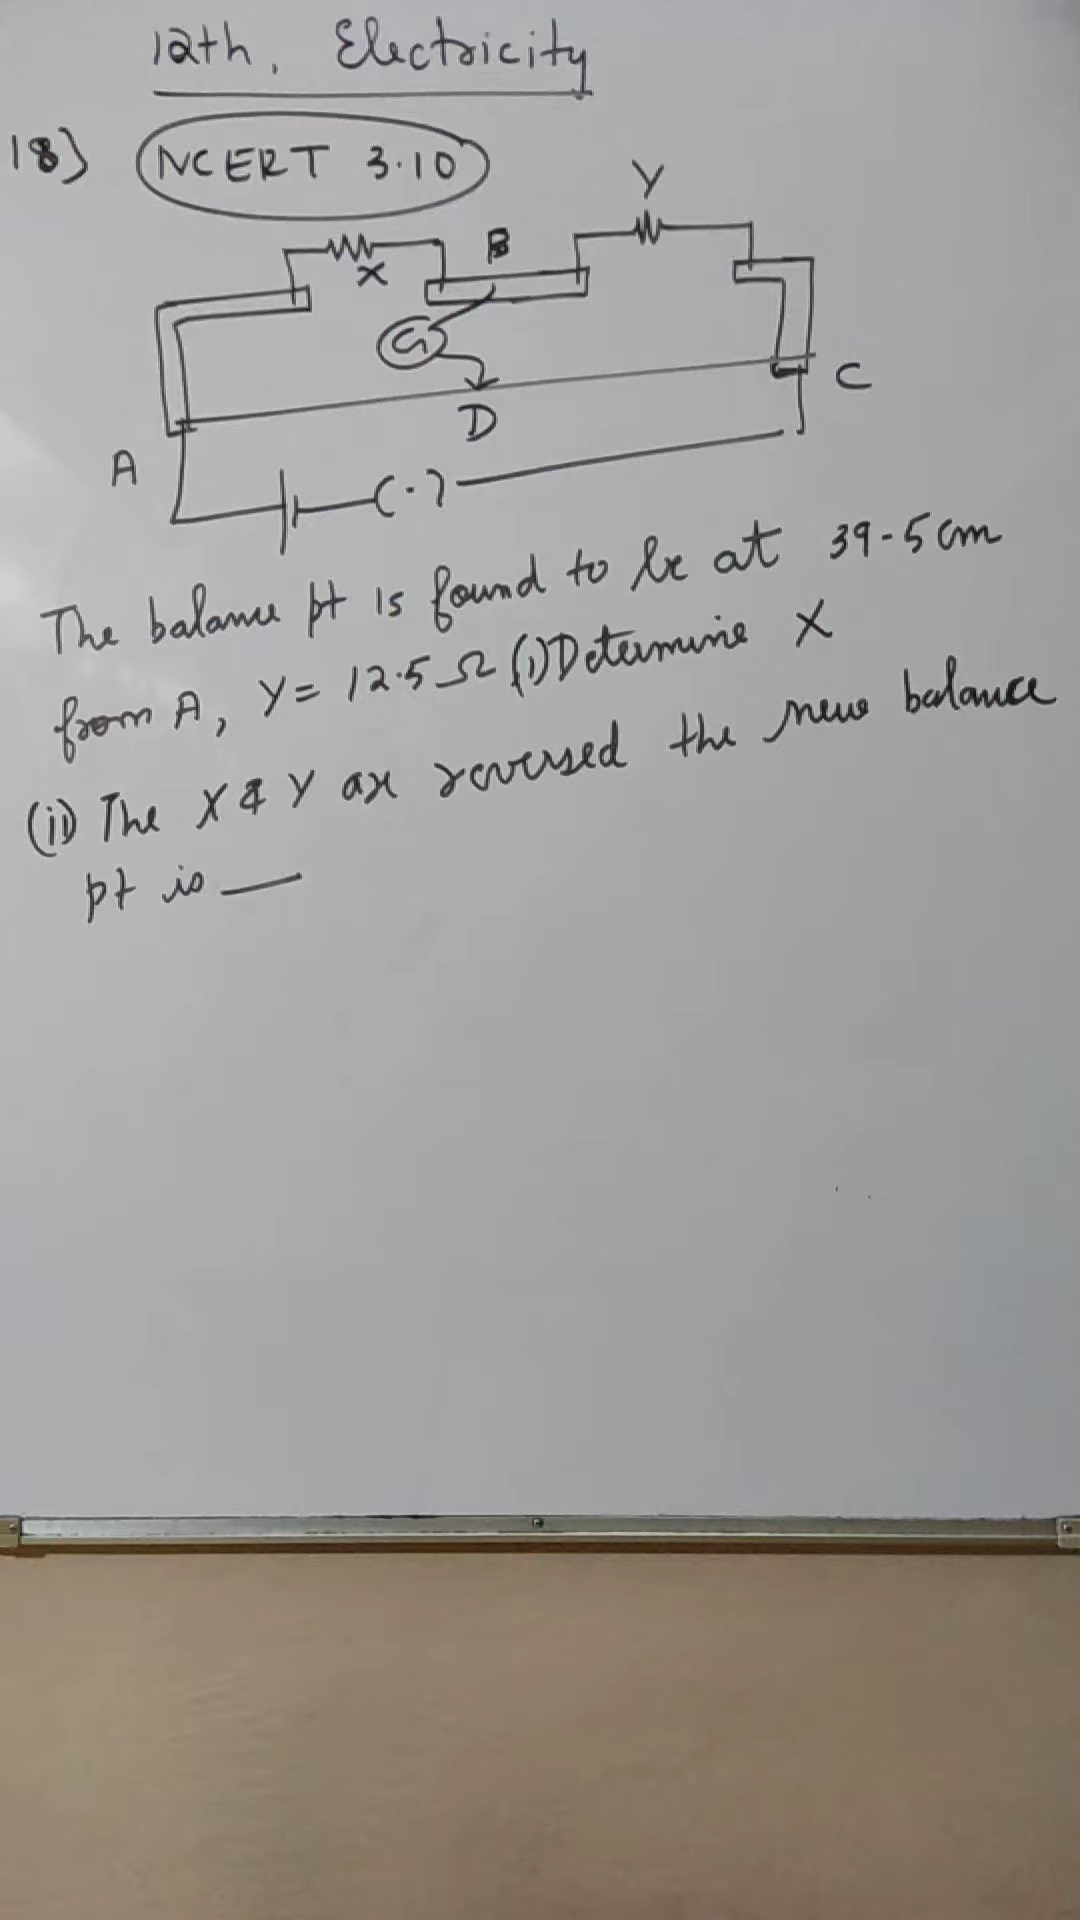 12th, Electricity
18) NCERT 3.10
Y
X
B
G
D
C
A
The balance pt is found to be at 39.5 cm
from A, Y = 12.5 Ω (i) Determine X
(ii) The X & Y are reversed the new balance
pt is —